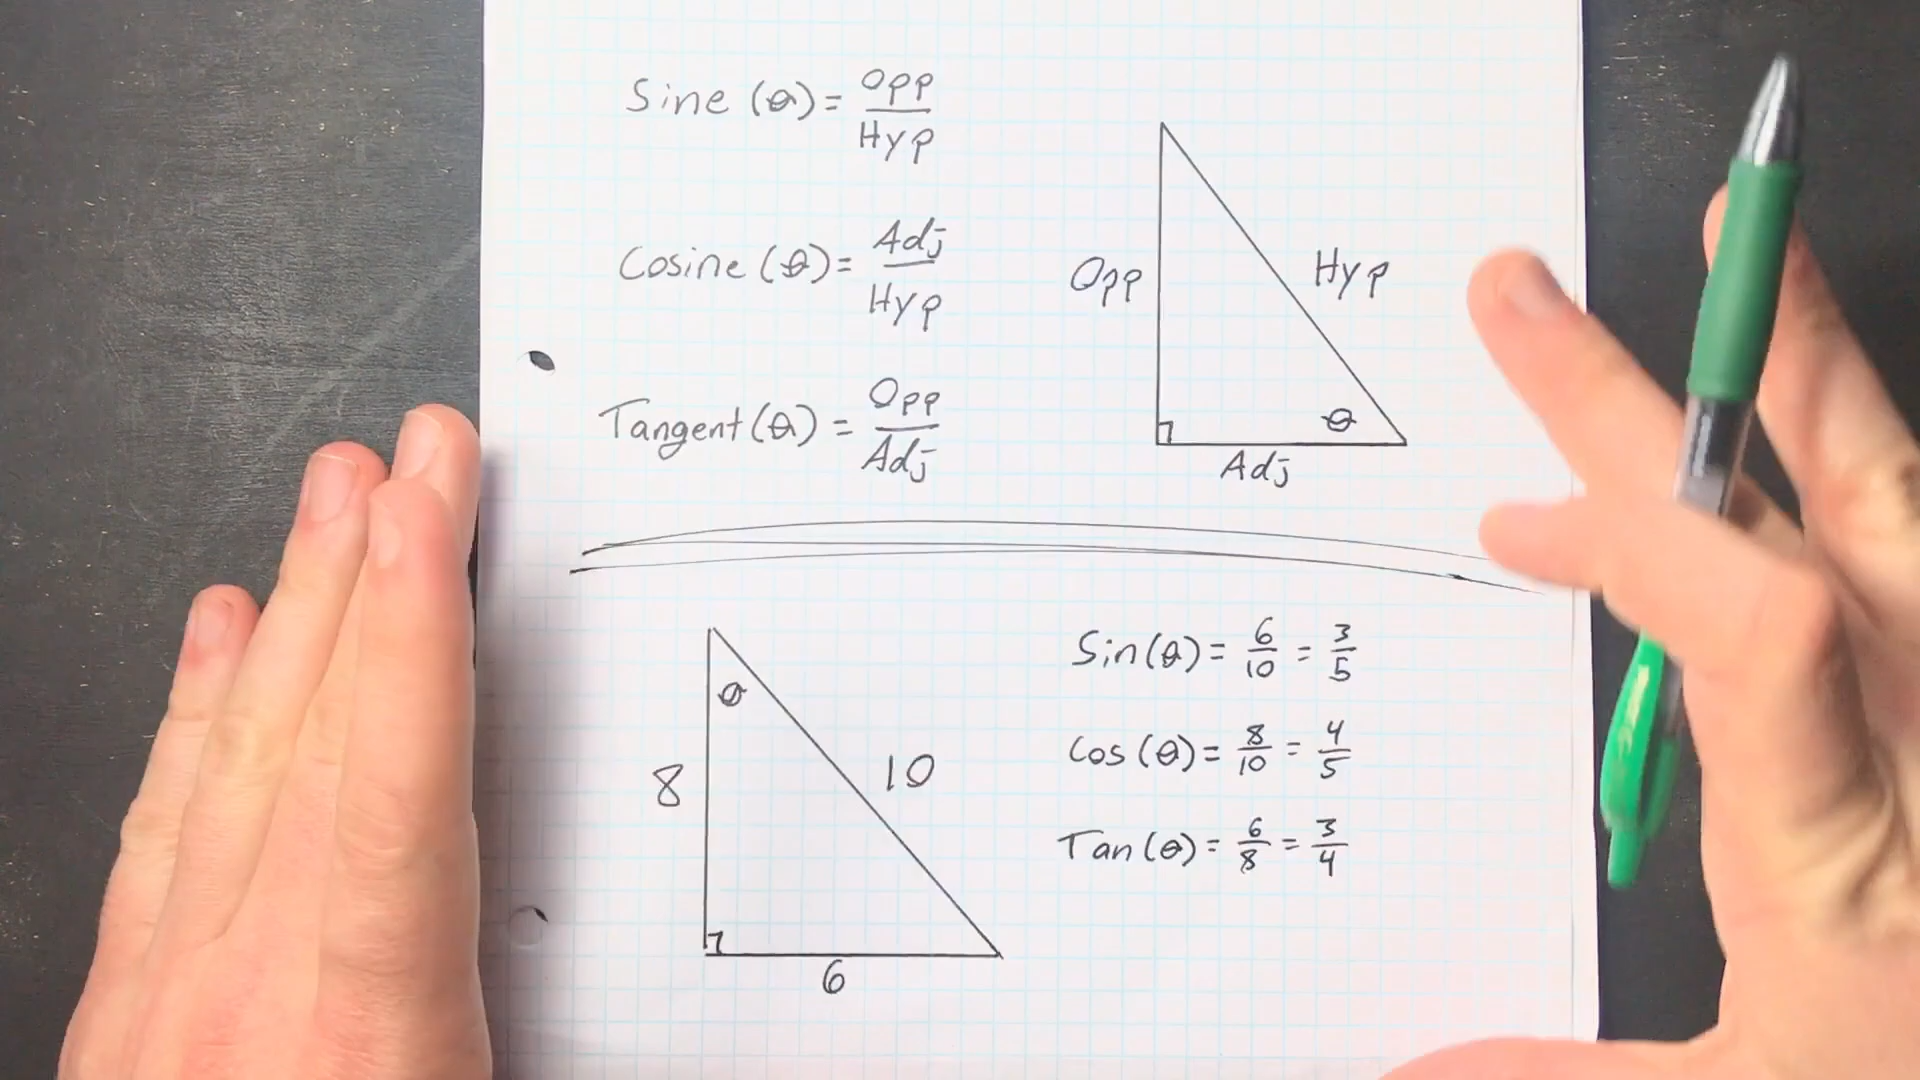 Sine (θ) = Opp/Hyp
Cosine (θ) = Adj/Hyp
Tangent (θ) = Opp/Adj
Opp
Hyp
θ
Adj
θ
8
10
6
Sin (θ) = 6/10 = 3/5
Cos (θ) = 8/10 = 4/5
Tan (θ) = 6/8 = 3/4